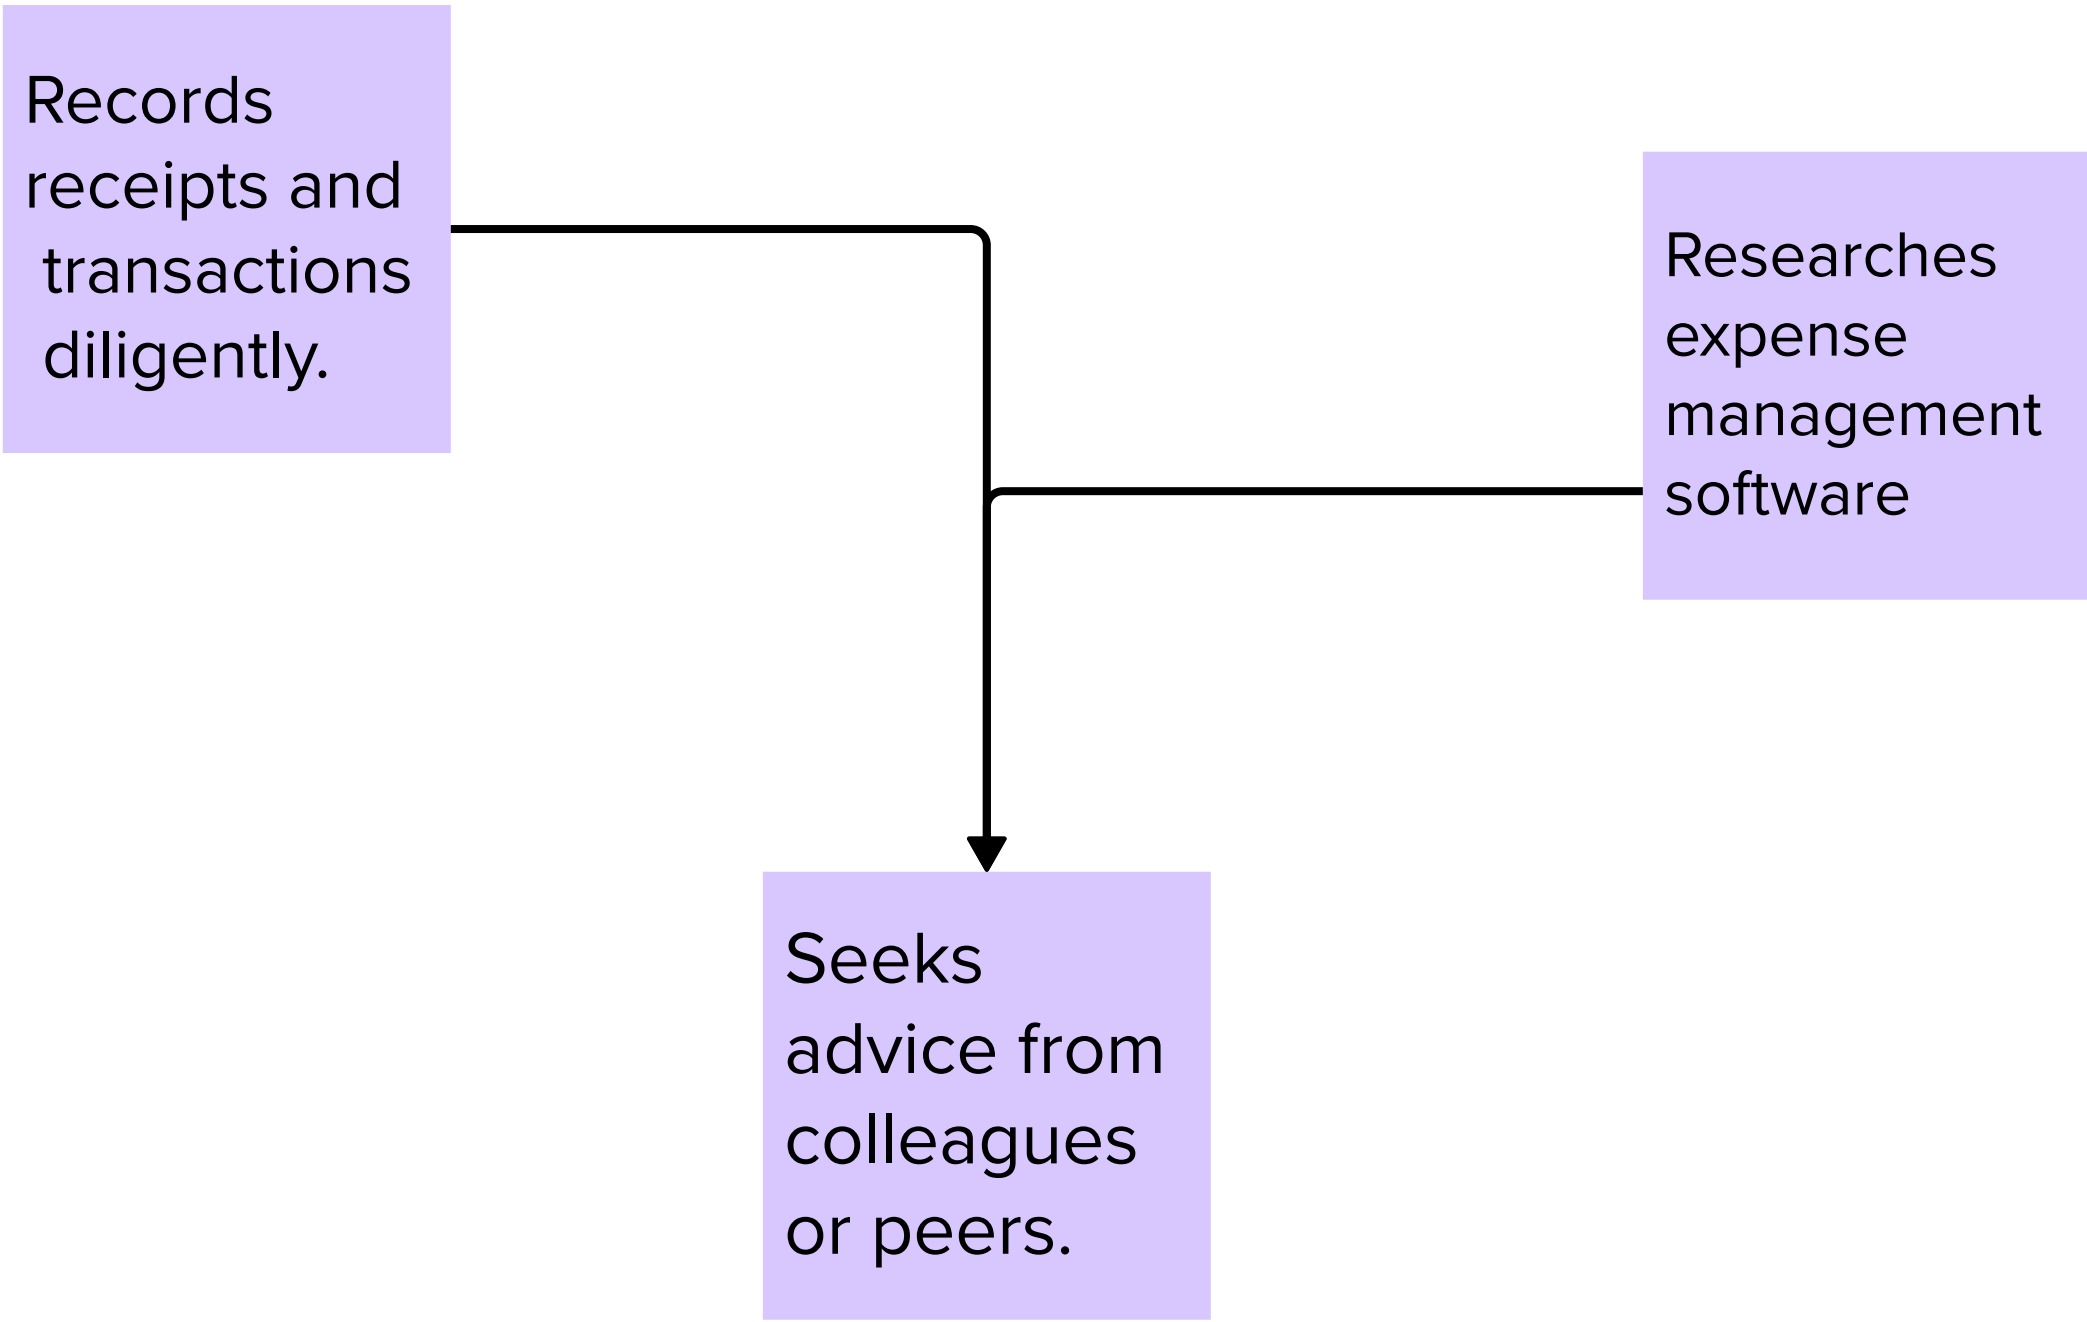 Records
receipts and
transactions
diligently.
Researches
expense
management
software
Seeks
advice from
colleagues
or peers.